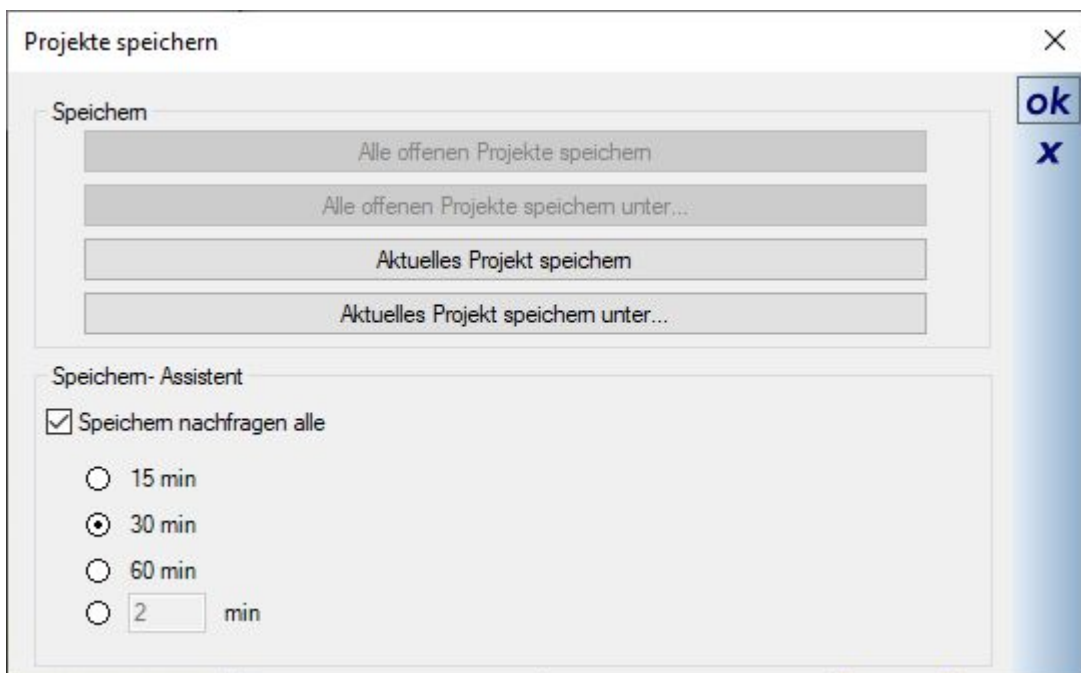 Projekte speichern
ok
x
Speichern
Alle offenen Projekte speichern
Alle offenen Projekte speichern unter...
Aktuelles Projekt speichern
Aktuelles Projekt speichern unter...
Speichern- Assistent
Speichern nachfragen alle
15 min
30 min
60 min
2 min